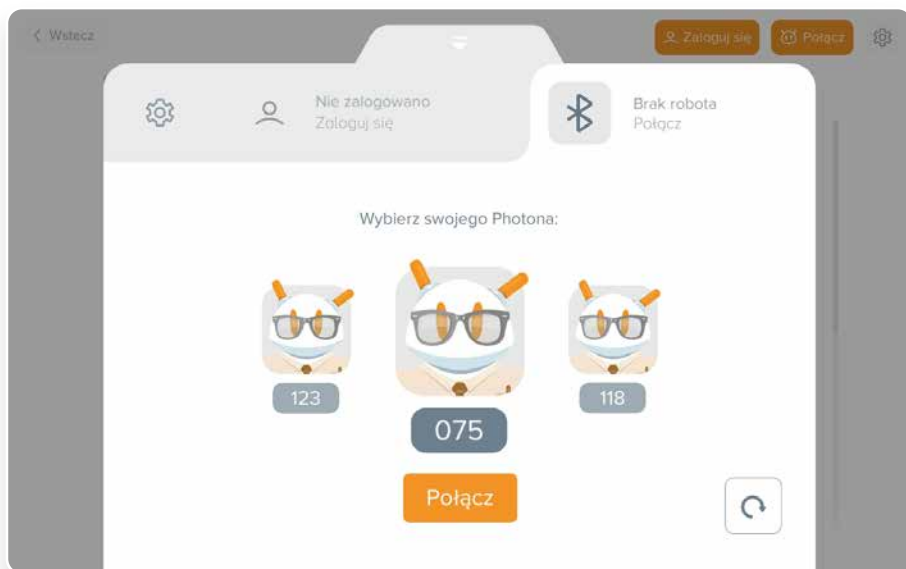 Wstecz
Zaloguj się
Połącz
Nie zalogowano
Zaloguj się
Brak robota
Połącz
Wybierz swojego Photona:
123
075
118
Połącz